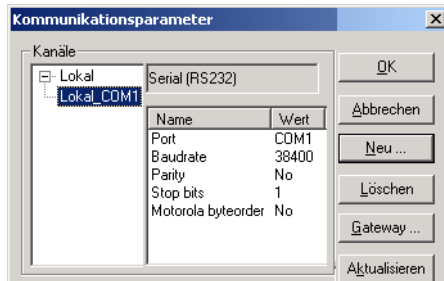 Kommunikationsparameter
Kanäle
Lokal
Lokal_COM1
Serial (RS232)
Name Wert
Port COM1
Baudrate 38400
Parity No
Stop bits 1
Motorola byteorder No
OK
Abbrechen
Neu ...
Löschen
Gateway ...
Aktualisieren